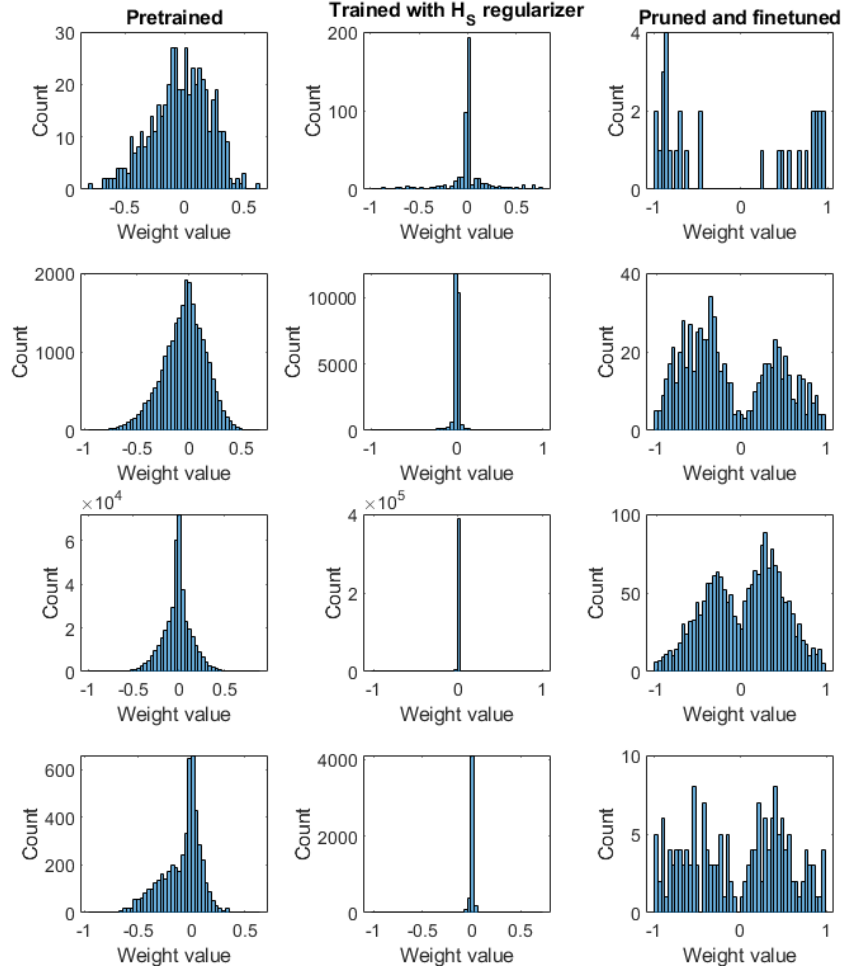 Pretrained
Trained with H_S regularizer
Pruned and finetuned
30
20
10
0
Count
-0.5 0 0.5
Weight value
200
100
0
Count
-1 -0.5 0 0.5
Weight value
4
2
0
Count
-1 0 1
Weight value
2000
1000
0
Count
-1 -0.5 0 0.5
Weight value
10000
5000
0
Count
-1 0 1
Weight value
40
20
0
Count
-1 0 1
Weight value
×10^4
6
4
2
0
Count
-1 -0.5 0 0.5
Weight value
×10^5
4
2
0
Count
-1 0 1
Weight value
100
50
0
Count
-1 0 1
Weight value
600
400
200
0
Count
-1 -0.5 0 0.5
Weight value
4000
2000
0
Count
-1 -0.5 0 0.5
Weight value
10
5
0
Count
-1 0 1
Weight value